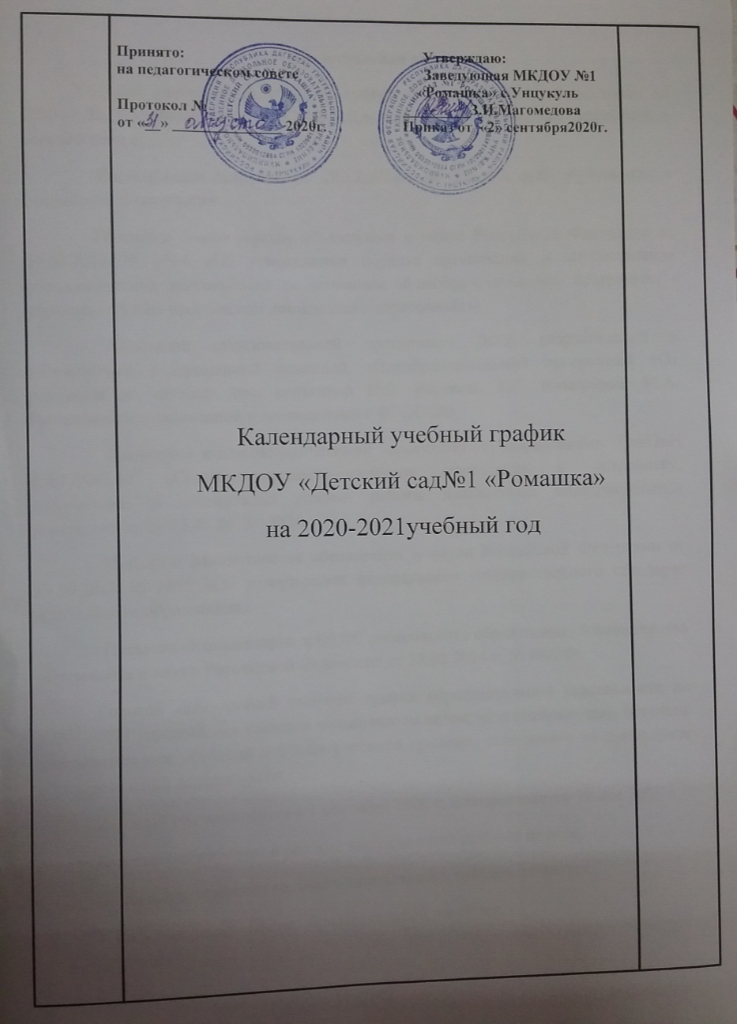 Принято:
на педагогическом совете
Протокол №
от «31» августа 2020г.
Утверждаю:
Заведующая МКДОУ №1
«Ромашка» с. Унцукуль
З.И.Магомедова
Приказ от «2» сентября2020г.
Календарный учебный график
МКДОУ «Детский сад№1 «Ромашка»
на 2020-2021учебный год